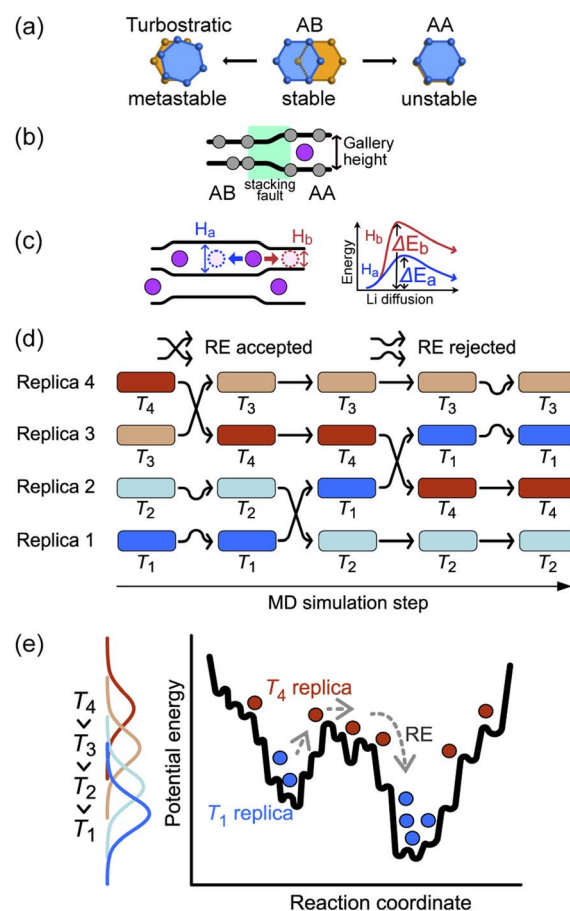 (a)
Turbostratic
AB
AA
metastable
stable
unstable
(b)
Gallery
height
AB
stacking
fault
AA
(c)
Ha
Hb
Energy
Hb
Ha
ΔEb
ΔEa
Li diffusion
(d)
RE accepted
RE rejected
Replica 4
T4
T3
T3
T3
T3
Replica 3
T3
T4
T4
T1
T1
Replica 2
T2
T2
T1
T4
T4
Replica 1
T1
T1
T2
T2
T2
MD simulation step
(e)
T4
T3
T2
T1
Potential energy
T4 replica
RE
T1 replica
Reaction coordinate